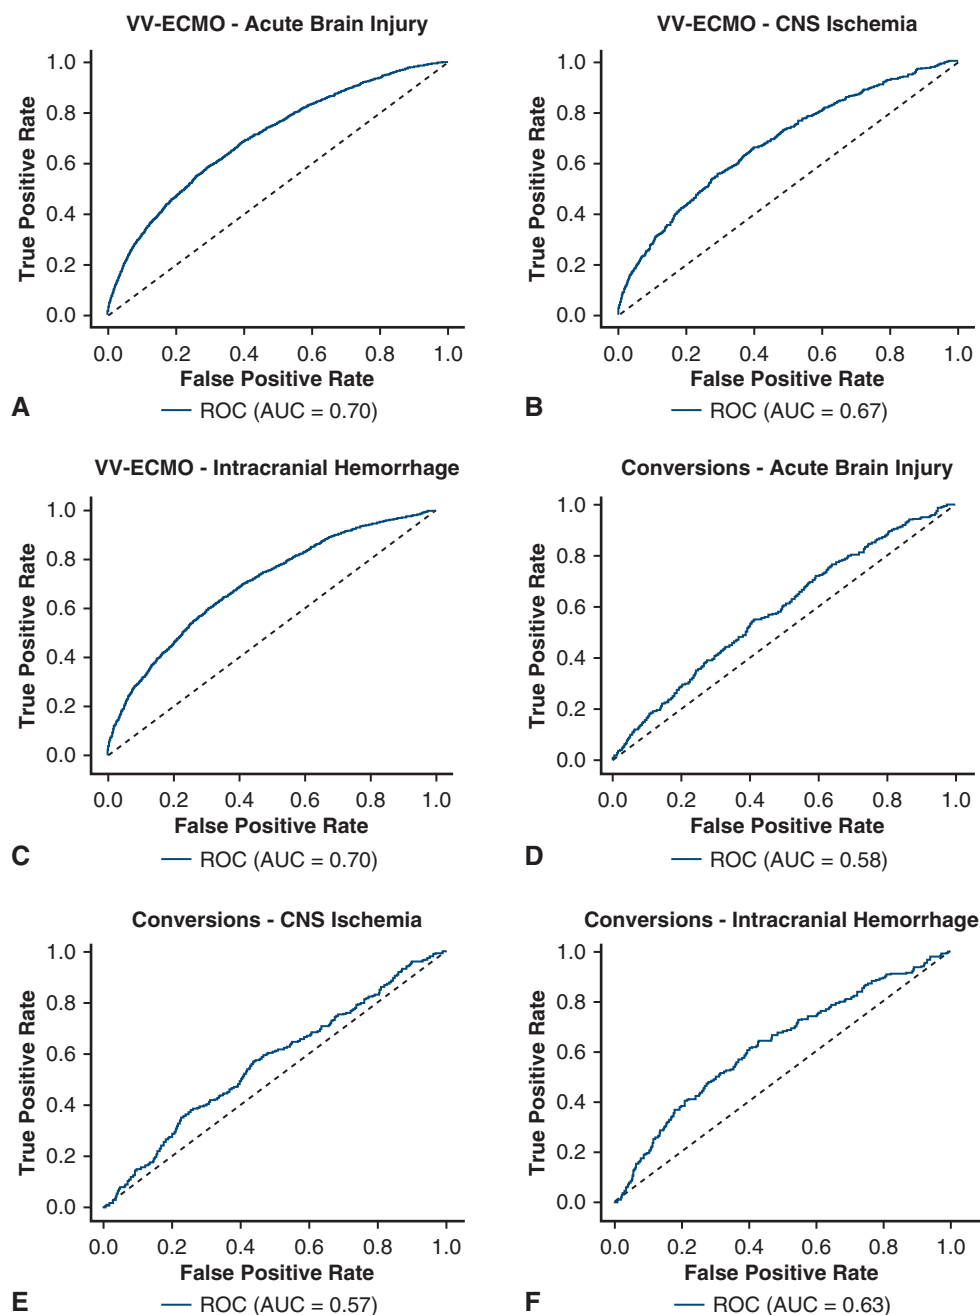 VV-ECMO - Acute Brain Injury
True Positive Rate
1.0
0.8
0.6
0.4
0.2
0.0
0.0 0.2 0.4 0.6 0.8 1.0
False Positive Rate
A
ROC (AUC = 0.70)
VV-ECMO - CNS Ischemia
True Positive Rate
1.0
0.8
0.6
0.4
0.2
0.0
0.0 0.2 0.4 0.6 0.8 1.0
False Positive Rate
B
ROC (AUC = 0.67)
VV-ECMO - Intracranial Hemorrhage
True Positive Rate
1.0
0.8
0.6
0.4
0.2
0.0
0.0 0.2 0.4 0.6 0.8 1.0
False Positive Rate
C
ROC (AUC = 0.70)
Conversions - Acute Brain Injury
True Positive Rate
1.0
0.8
0.6
0.4
0.2
0.0
0.0 0.2 0.4 0.6 0.8 1.0
False Positive Rate
D
ROC (AUC = 0.58)
Conversions - CNS Ischemia
True Positive Rate
1.0
0.8
0.6
0.4
0.2
0.0
0.0 0.2 0.4 0.6 0.8 1.0
False Positive Rate
E
ROC (AUC = 0.57)
Conversions - Intracranial Hemorrhage
True Positive Rate
1.0
0.8
0.6
0.4
0.2
0.0
0.0 0.2 0.4 0.6 0.8 1.0
False Positive Rate
F
ROC (AUC = 0.63)